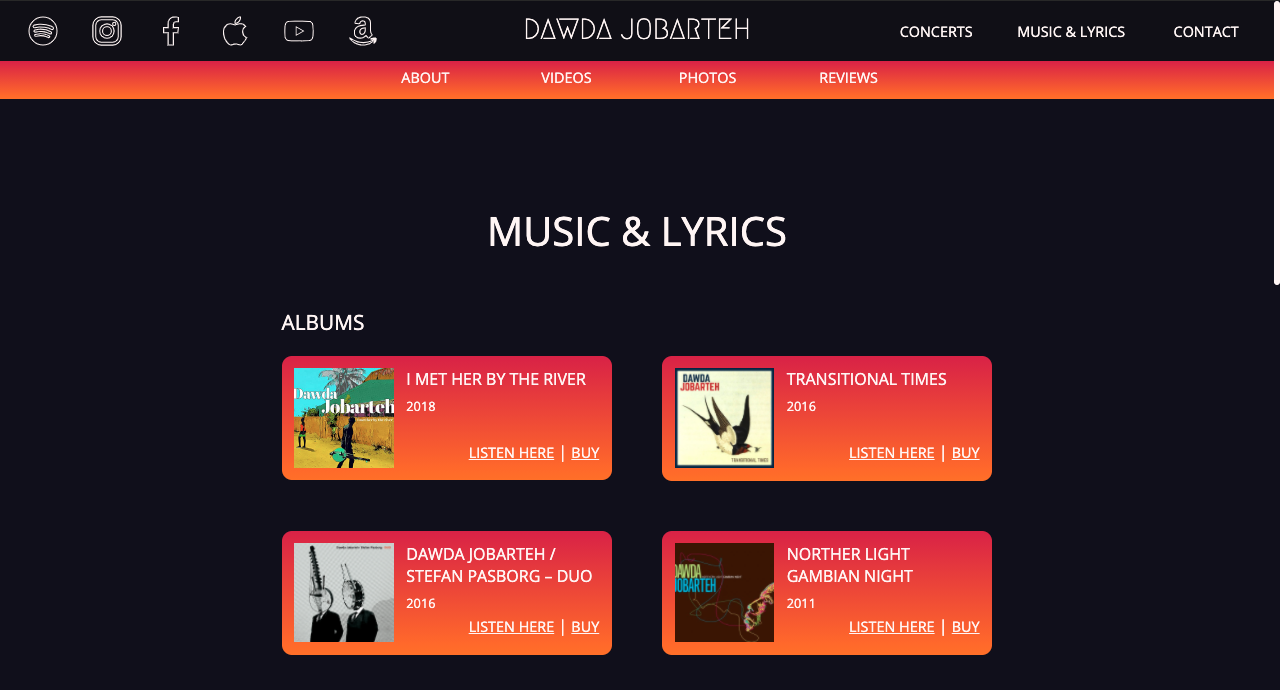 DAWDA JOBARTEH
CONCERTS
MUSIC & LYRICS
CONTACT
ABOUT
VIDEOS
PHOTOS
REVIEWS
MUSIC & LYRICS
ALBUMS
Dawda
Jobarteh
I MET HER BY THE RIVER
2018
LISTEN HERE | BUY
DAWDA
JOBARTEH
TRANSITIONAL TIMES
TRANSITIONAL TIMES
2016
LISTEN HERE | BUY
DAWDA JOBARTEH /
STEFAN PASBORG – DUO
2016
LISTEN HERE | BUY
DAWDA
JOBARTEH
NORTHER LIGHT
GAMBIAN NIGHT
2011
LISTEN HERE | BUY